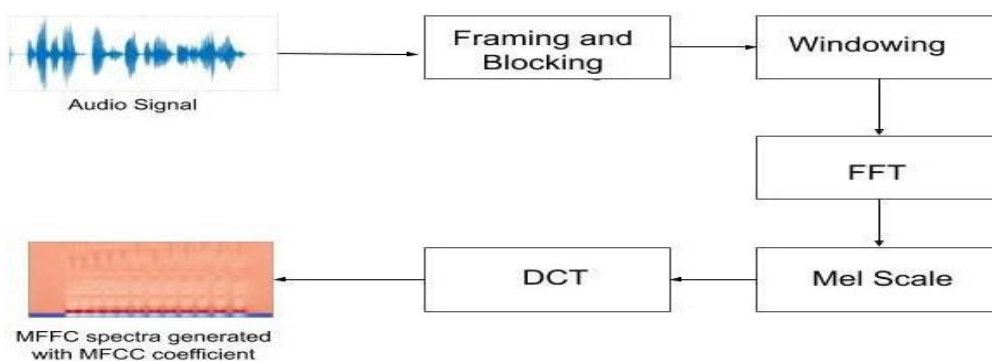 Audio Signal
Framing and
Blocking
Windowing
FFT
Mel Scale
DCT
MFFC spectra generated
with MFCC coefficient